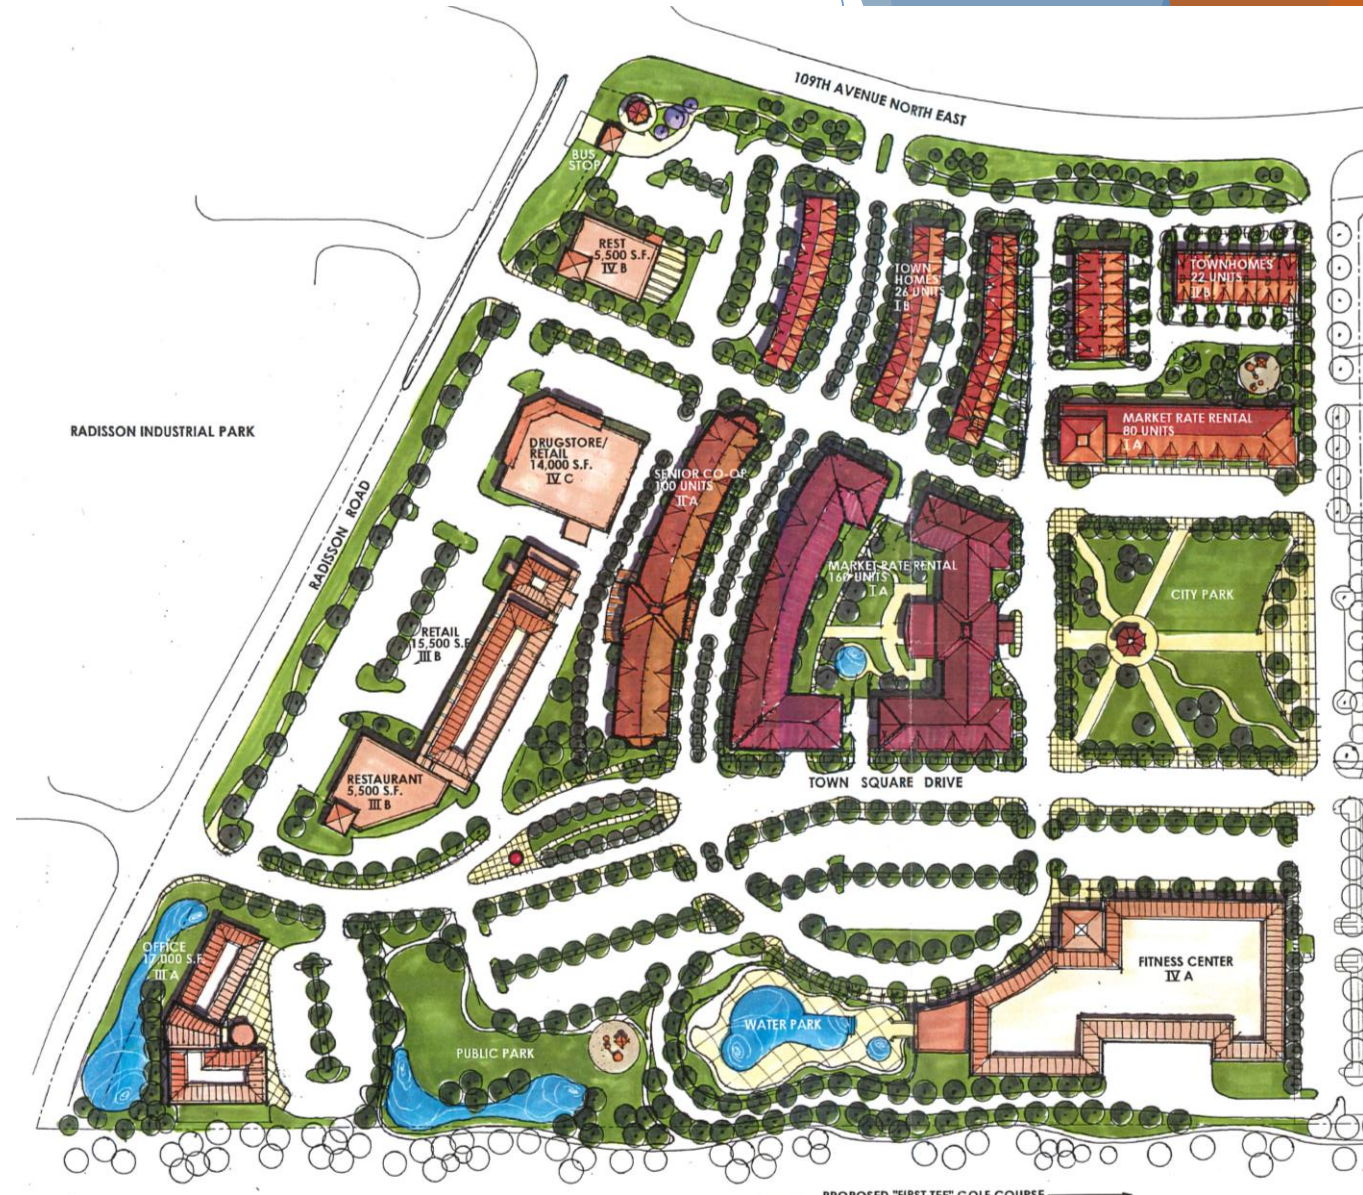 109TH AVENUE NORTH EAST
BUS
STOP
REST
5,500 S.F.
IV B
TOWN
HOMES
26 UNITS
I B
TOWNHOMES
22 UNITS
II B
RADISSON INDUSTRIAL PARK
MARKET RATE RENTAL
80 UNITS
I A
DRUGSTORE/
RETAIL
14,000 S.F.
IV C
SENIOR CO-OP
100 UNITS
II A
RADISSON ROAD
MARKET RATE RENTAL
160 UNITS
I A
CITY PARK
RETAIL
15,500 S.F.
III B
RESTAURANT
5,500 S.F.
III B
TOWN SQUARE DRIVE
OFFICE
17,000 S.F.
III A
FITNESS CENTER
IV A
WATER PARK
PUBLIC PARK
PROPOSED "FIRST TEE" GOLF COURSE